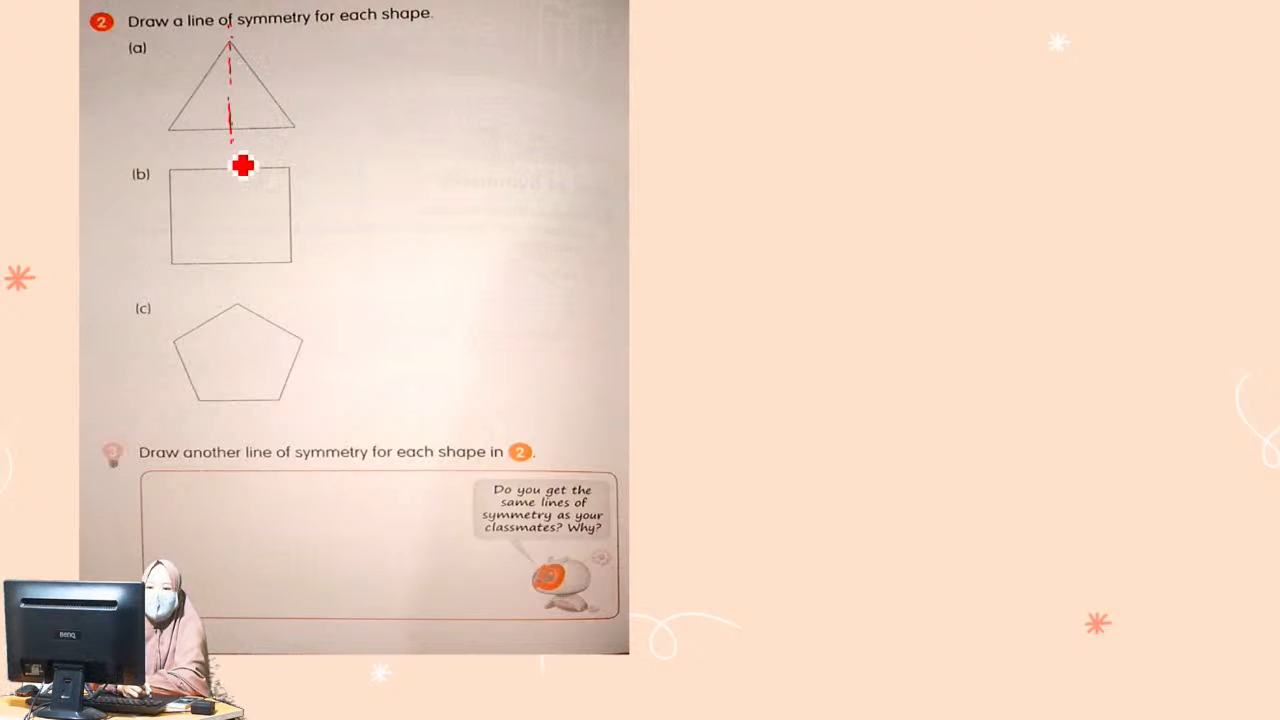 2 Draw a line of symmetry for each shape.
(a)
(b)
(c)
3 Draw another line of symmetry for each shape in 2.
Do you get the
same lines of
symmetry as your
classmates? Why?
BenQ